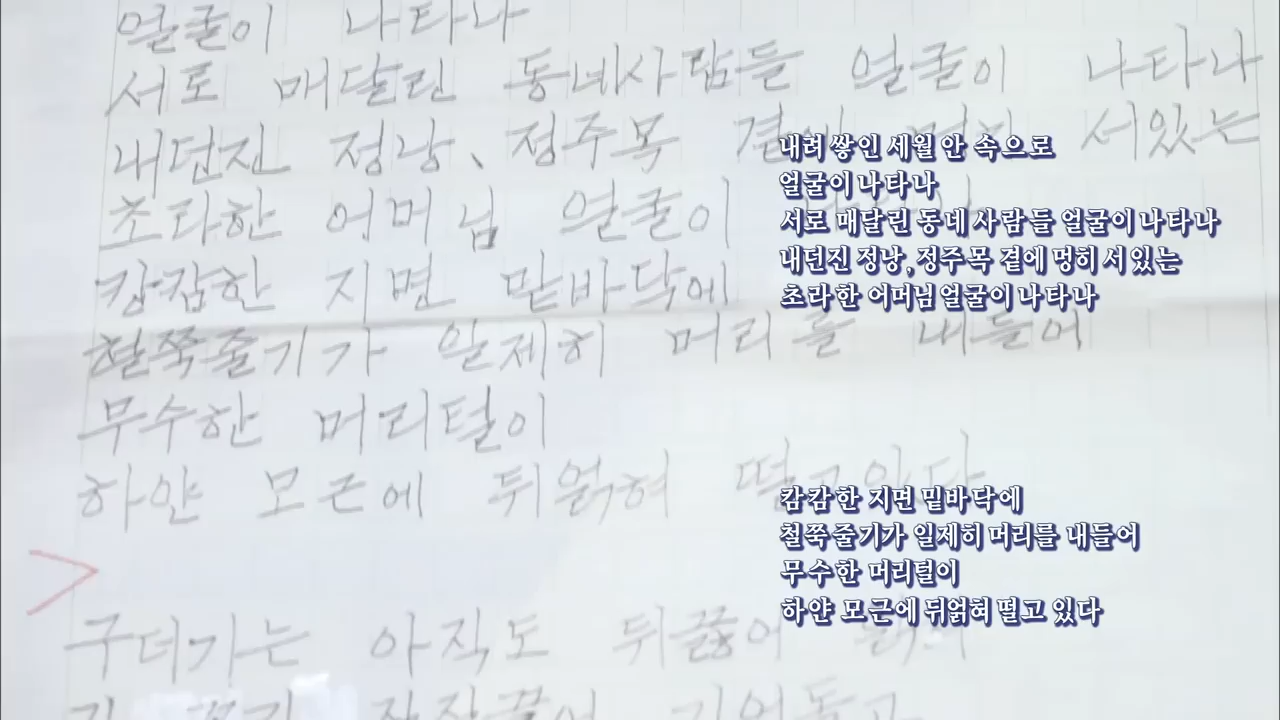 얼굴이 나타나
서로 매달린 동네사람들 얼굴이 나타나
내던진 정낭、정주목 곁에 멍히 서있는
초라한 어머님 얼굴이 나타나
캄캄한 지면 밑바닥에
철쭉줄기가 일제히 머리를 내들어
무수한 머리털이
하얀 모근에 뒤얽혀 떨고있다
구더기는 아직도 뒤끓어
내려 쌓인 세월 안 속으로
얼굴이 나타나
서로 매달린 동네 사람들 얼굴이 나타나
내던진 정낭, 정주목 곁에 멍히 서있는
초라한 어머님 얼굴이 나타나
캄캄한 지면 밑바닥에
철쭉 줄기가 일제히 머리를 내들어
무수한 머리털이
하얀 모근에 뒤얽혀 떨고 있다